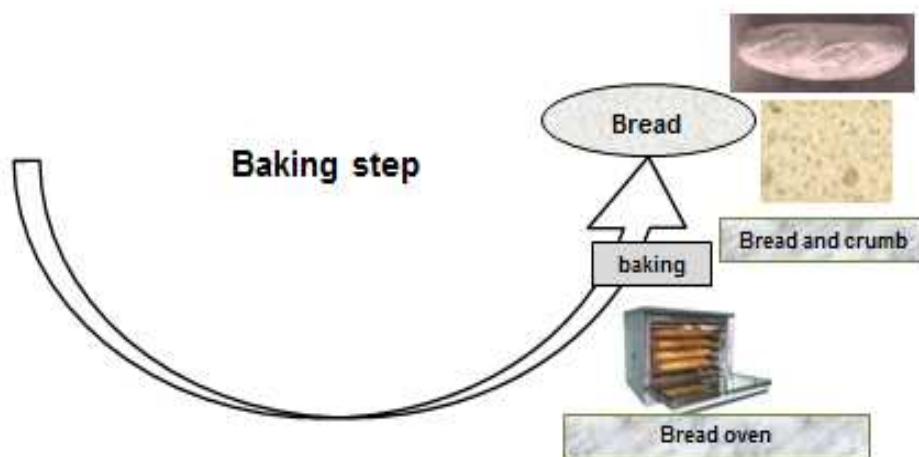 Bread
Baking step
Bread and crumb
baking
Bread oven